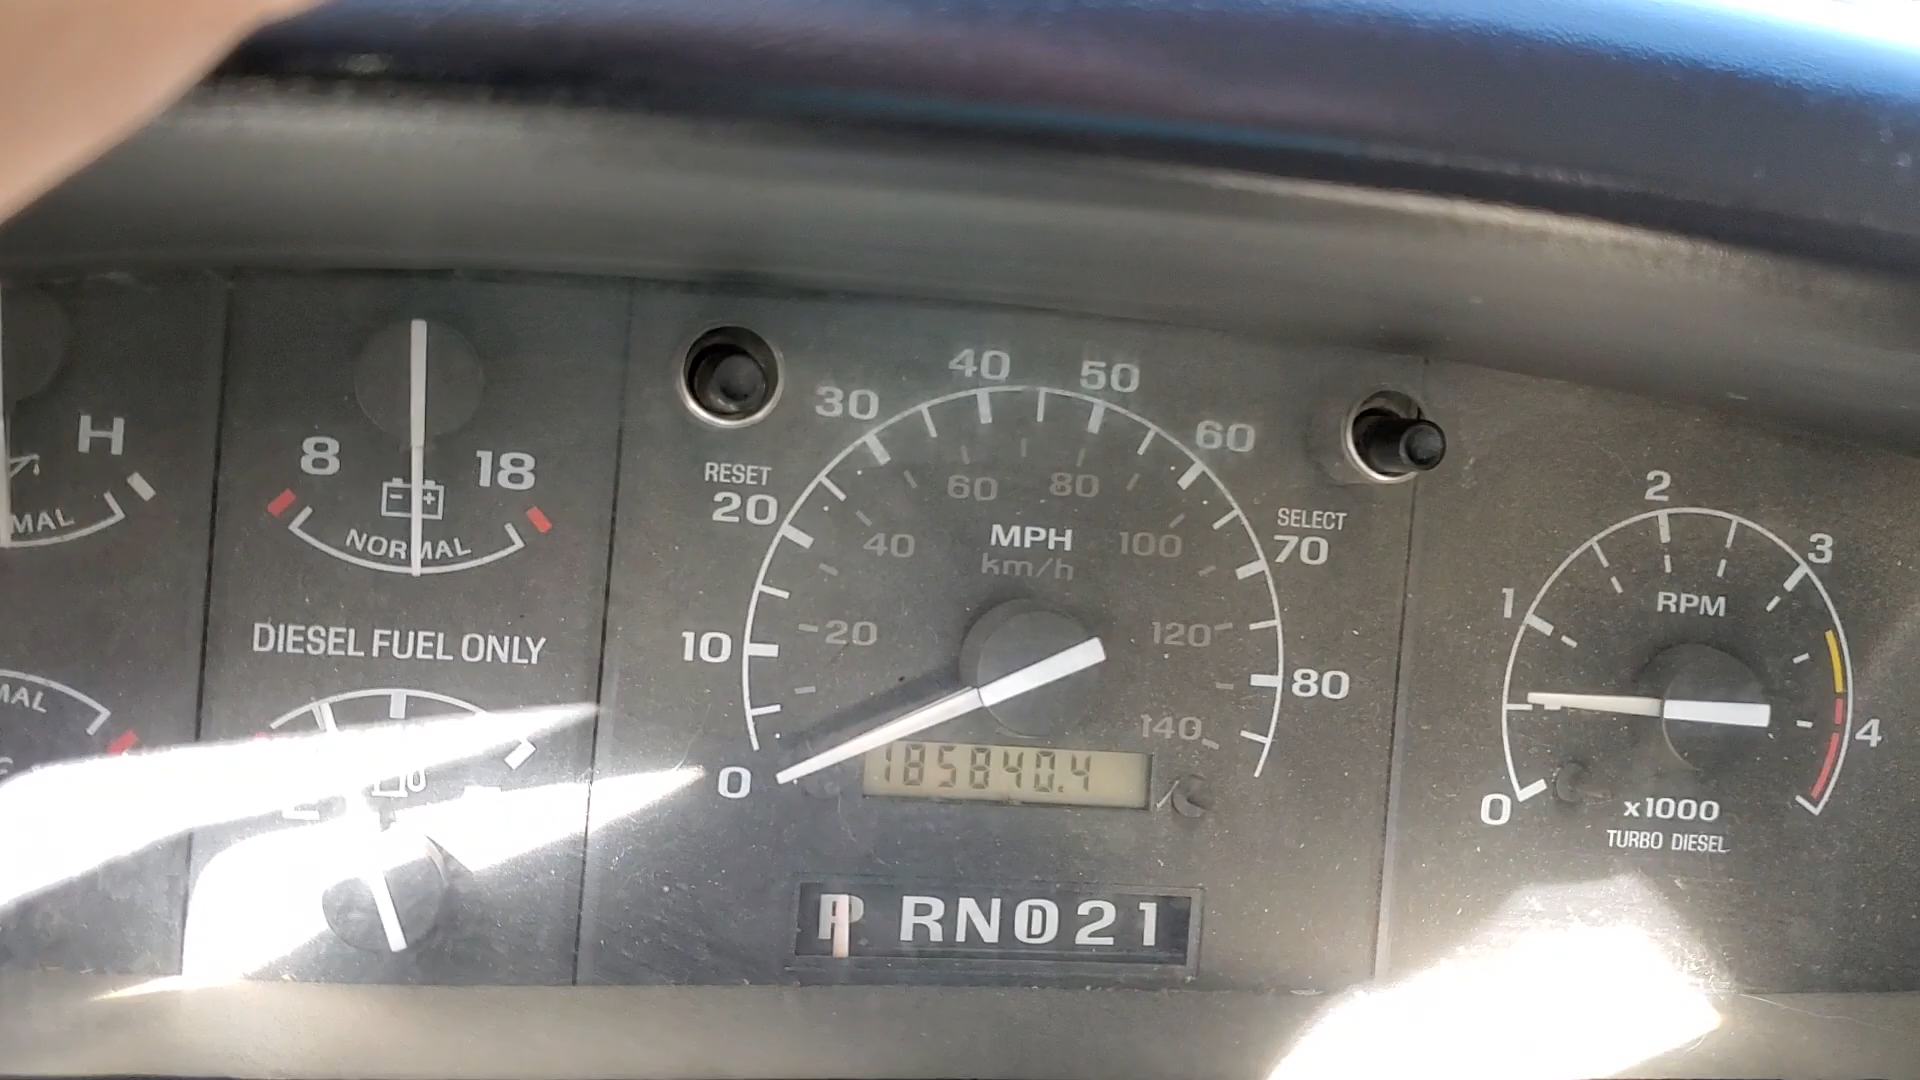 H
MAL
8
18
NORMAL
DIESEL FUEL ONLY
MAL
RESET
0
10
20
30
40
50
60
70
80
20
40
60
80
100
120
140
MPH
km/h
SELECT
185840.4
P RN D 2 1
0
1
2
3
4
RPM
x1000
TURBO DIESEL